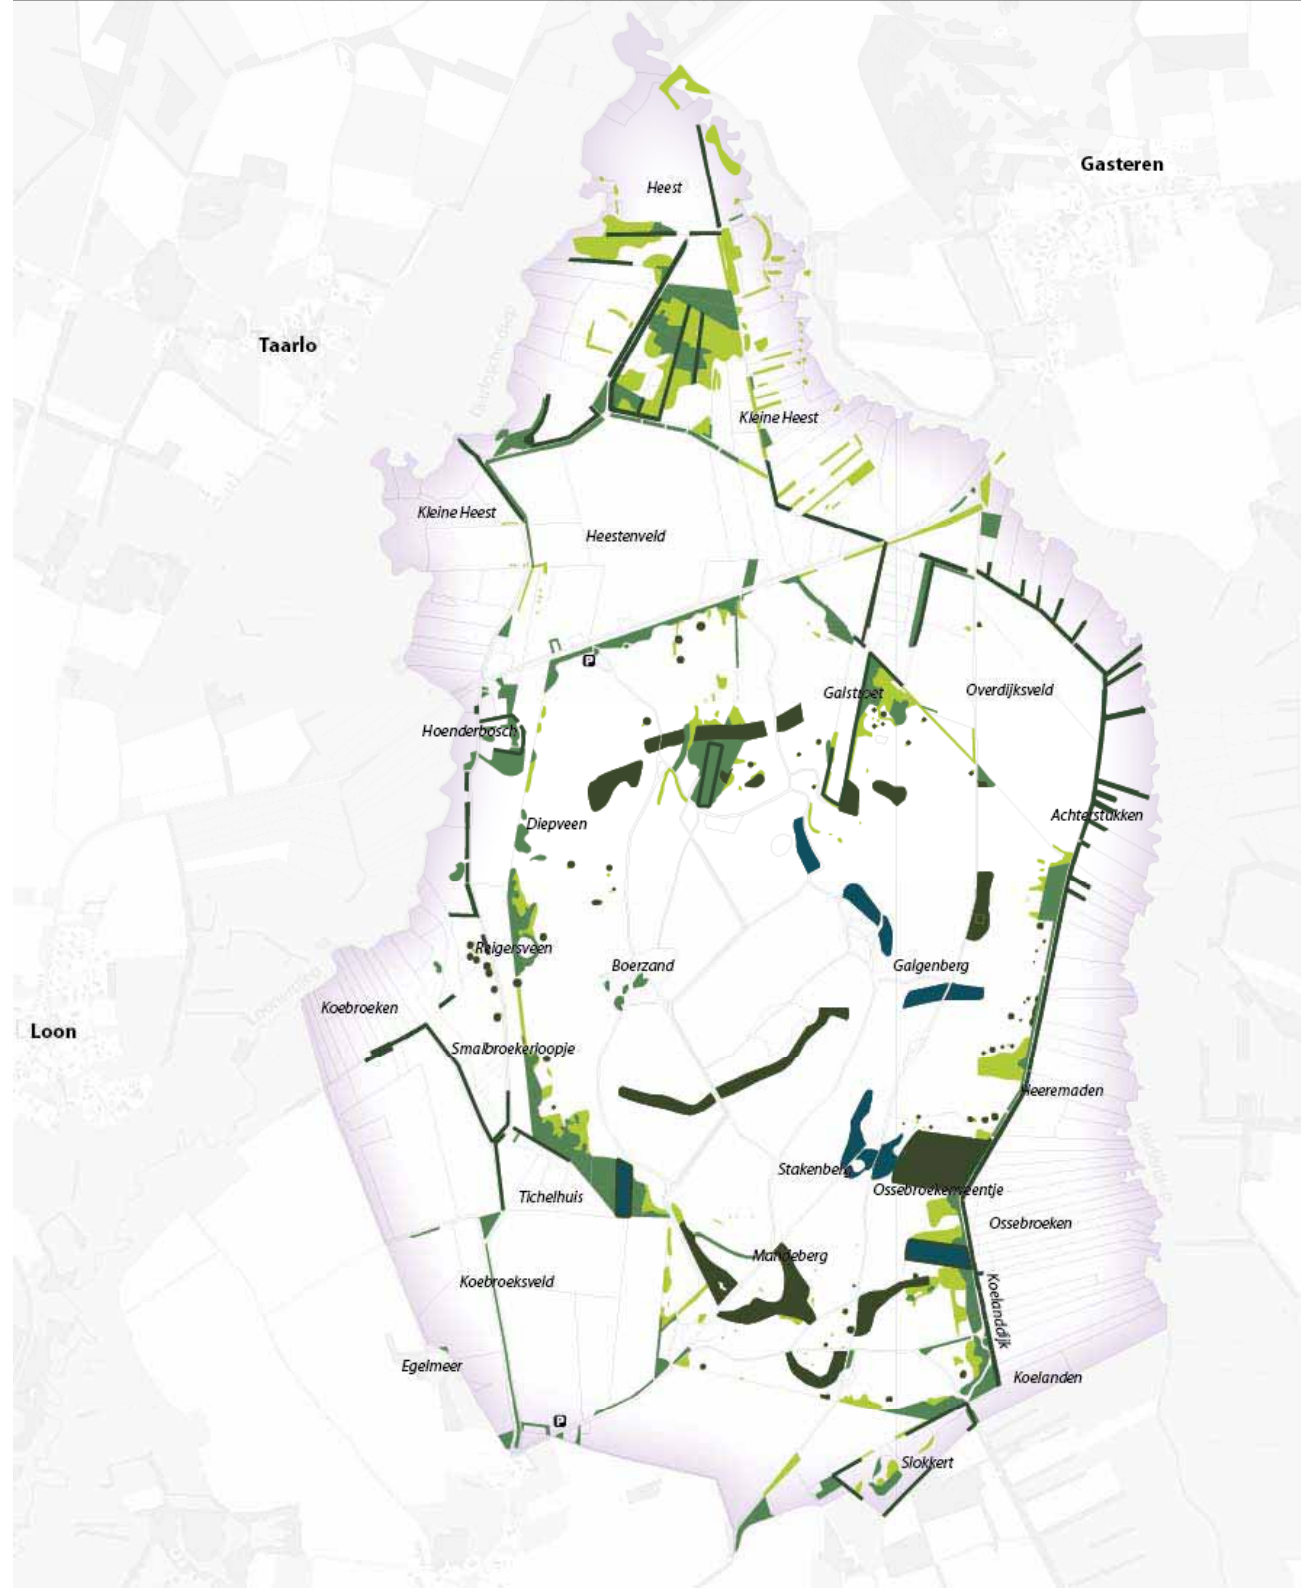 Gasteren
Heest
Taarlo
Kleine Heest
Kleine Heest
Heestenveld
P
Galstroet
Overdijksveld
Hoenderbosch
Diepveen
Achterstukken
Reigersveen
Boerzand
Galgenberg
Koebroeken
Loon
Smalbroekerloopje
Heeremaden
Stakenberg
Ossebroekenveentje
Tichelhuis
Ossebroeken
Mandeberg
Koebroeksveld
Koelanddijk
Egelmeer
Koelanden
P
Slokkert